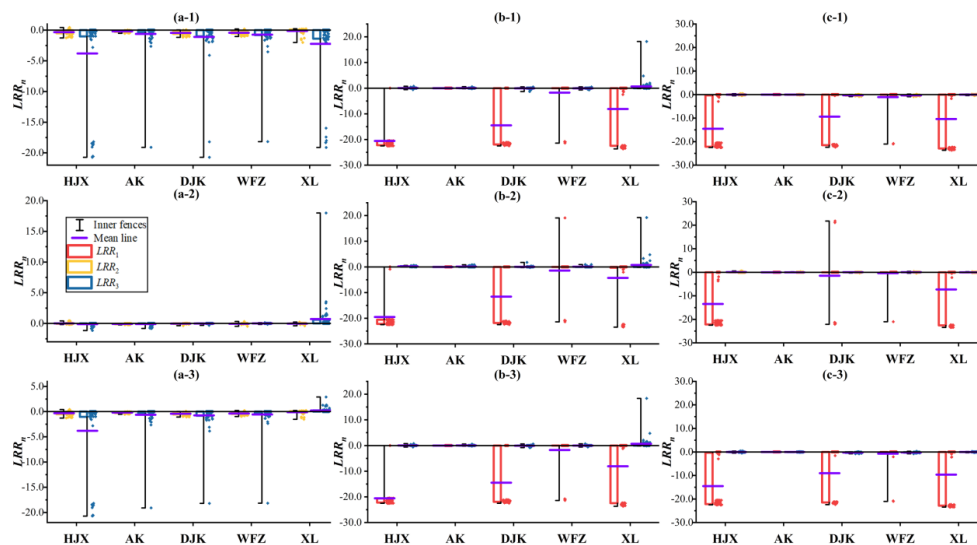 (a-1)
0.0
-5.0
-10.0
-15.0
-20.0
LRRn
HJX AK DJK WFZ XL
(b-1)
30.0
20.0
10.0
0.0
-10.0
-20.0
-30.0
LRRn
HJX AK DJK WFZ XL
(c-1)
30.0
20.0
10.0
0.0
-10.0
-20.0
-30.0
LRRn
HJX AK DJK WFZ XL
(a-2)
20.0
15.0
10.0
5.0
0.0
LRRn
Inner fences
Mean line
LRR1
LRR2
LRR3
HJX AK DJK WFZ XL
(b-2)
30.0
20.0
10.0
0.0
-10.0
-20.0
-30.0
LRRn
HJX AK DJK WFZ XL
(c-2)
30
20
10
0
-10
-20
30
LRRn
HJX AK DJK WFZ XL
(a-3)
5.0
0.0
-5.0
-10.0
-15.0
-20.0
LRRn
HJX AK DJK WFZ XL
(b-3)
30.0
20.0
10.0
0.0
-10.0
-20.0
-30.0
LRRn
HJX AK DJK WFZ XL
(c-3)
30.0
20.0
10.0
0.0
-10.0
-20.0
-30.0
LRRn
HJX AK DJK WFZ XL